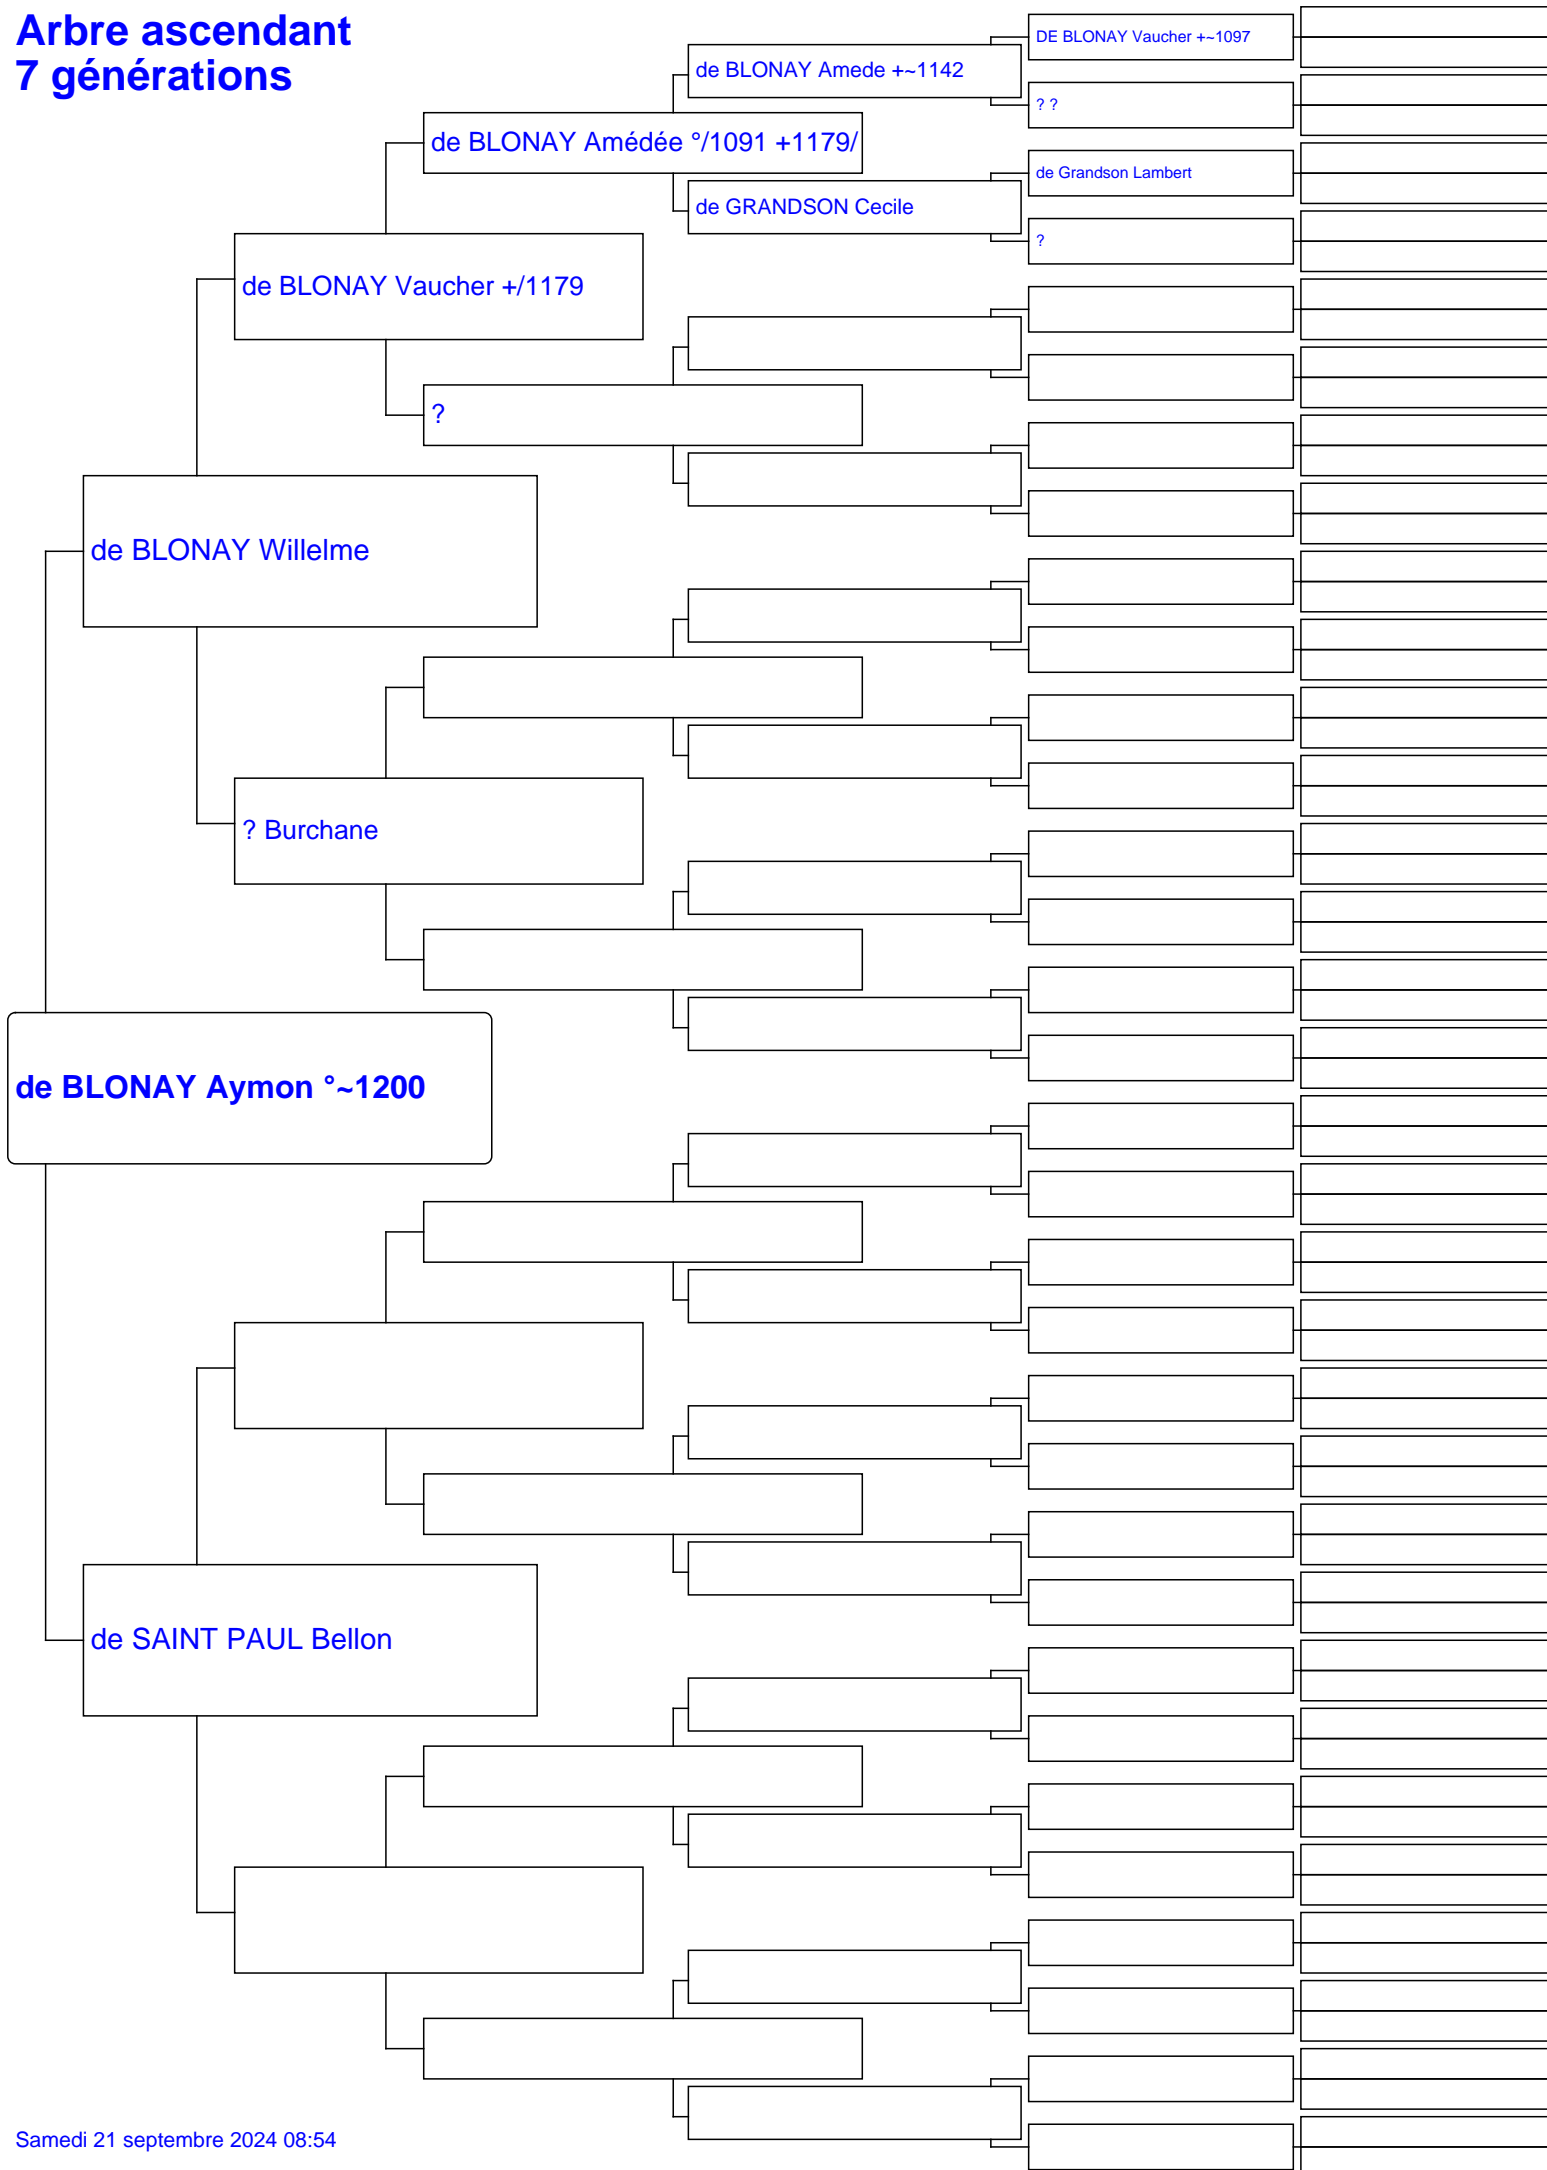 Arbre ascendant
7 générations
DE BLONAY Vaucher +~1097
de BLONAY Amede +~1142
? ?
de BLONAY Amédée °/1091 +1179/
de Grandson Lambert
de GRANDSON Cecile
?
de BLONAY Vaucher +/1179
?
de BLONAY Willelme
? Burchane
de BLONAY Aymon °~1200
de SAINT PAUL Bellon
Samedi 21 septembre 2024 08:54